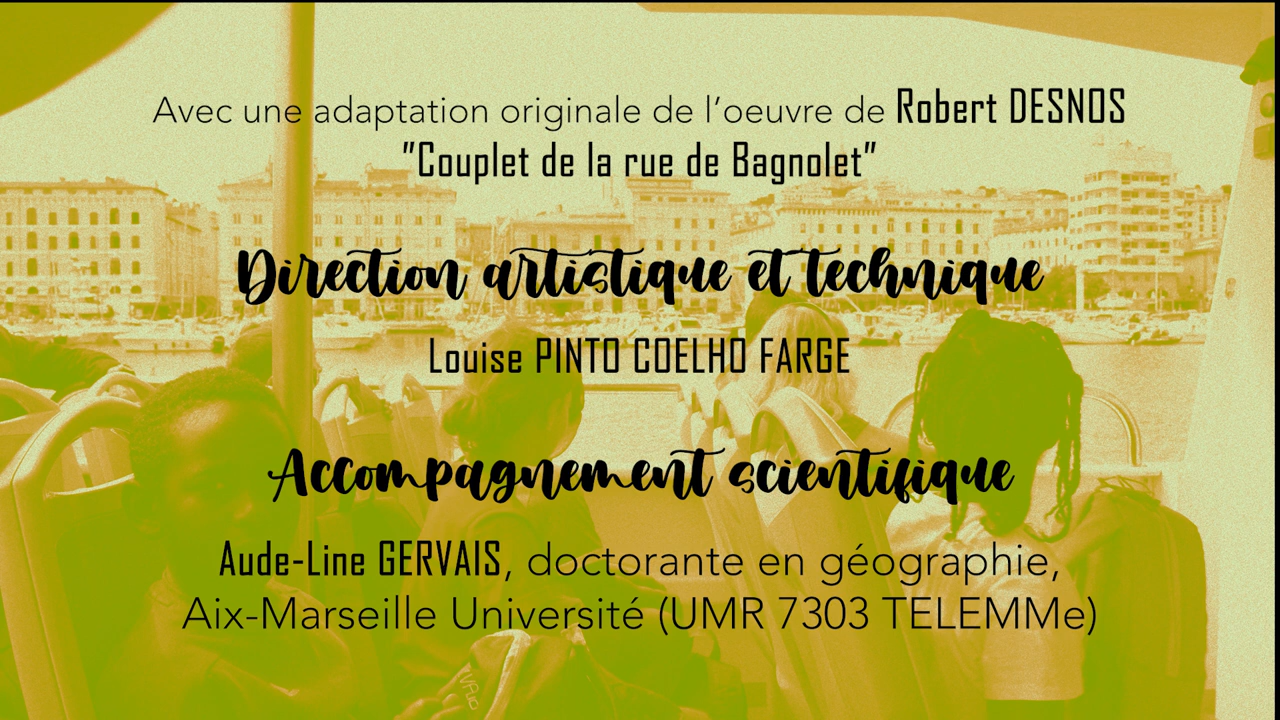 Avec une adaptation originale de l'oeuvre de Robert DESNOS
"Couplet de la rue de Bagnolet"
Direction artistique et technique
Louise PINTO COELHO FARGE
Accompagnement scientifique
Aude-Line GERVAIS, doctorante en géographie,
Aix-Marseille Université (UMR 7303 TELEMMe)